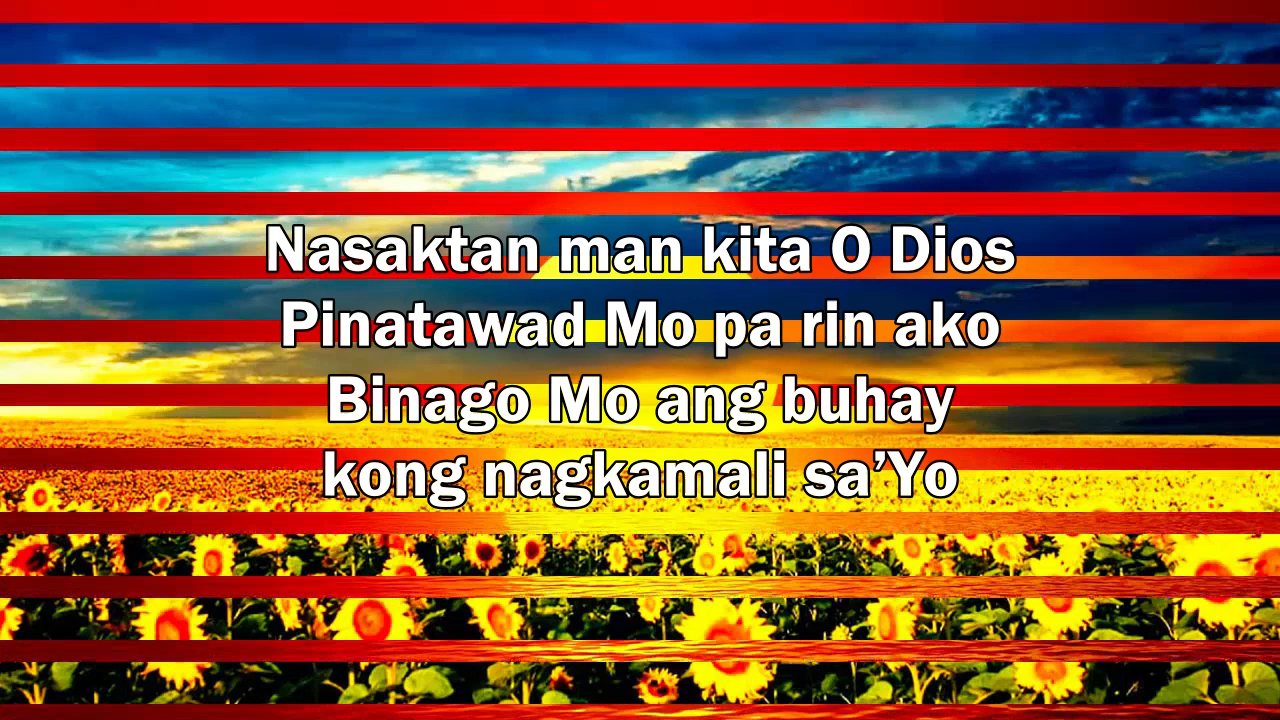 Nasaktan man kita O Dios
Pinatawad Mo pa rin ako
Binago Mo ang buhay
kong nagkamali sa’Yo